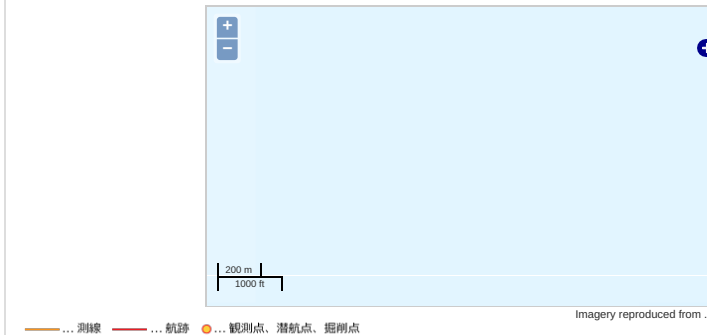 +
−
200 m
1000 ft
Imagery reproduced from .
... 測線 ... 航跡 ... 観測点、潜航点、掘削点